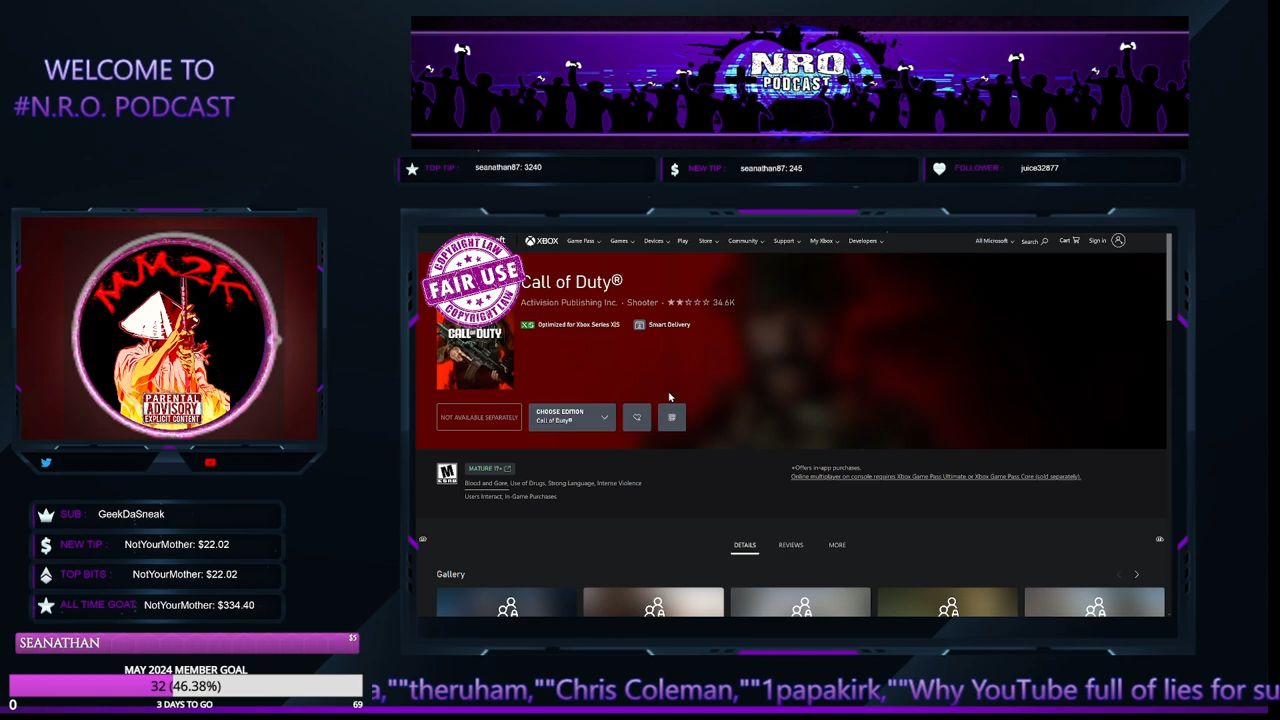 WELCOME TO
#N.R.O. PODCAST
NRO
PODCAST
TOP TIP : seanathan87: 3240
NEW TIP : seanathan87: 245
FOLLOWER : juice32877
MM2K
PARENTAL
ADVISORY
EXPLICIT CONTENT
COPYRIGHT LAW
FAIR USE
COPYRIGHT LAW
XBOX Game Pass Games Devices Play Store Community Support My Xbox Developers All Microsoft Search Cart Sign in
Call of Duty®
Activision Publishing Inc. • Shooter • 34.6K
X|S Optimized for Xbox Series X|S Smart Delivery
CALL OF DUTY
NOT AVAILABLE SEPARATELY
CHOOSE EDITION
Call of Duty®
M
ESRB
MATURE 17+
Blood and Gore, Use of Drugs, Strong Language, Intense Violence
Users Interact, In-Game Purchases
+Offers in-app purchases.
Online multiplayer on console requires Xbox Game Pass Ultimate or Xbox Game Pass Core (sold separately).
DETAILS REVIEWS MORE
Gallery
SUB : GeekDaSneak
NEW TIP : NotYourMother: $22.02
TOP BITS : NotYourMother: $22.02
ALL TIME GOAT: NotYourMother: $334.40
SEANATHAN $5
MAY 2024 MEMBER GOAL
32 (46.38%)
0 3 DAYS TO GO 69
a,""theruham,""Chris Coleman,""1papakirk,""Why YouTube full of lies for su